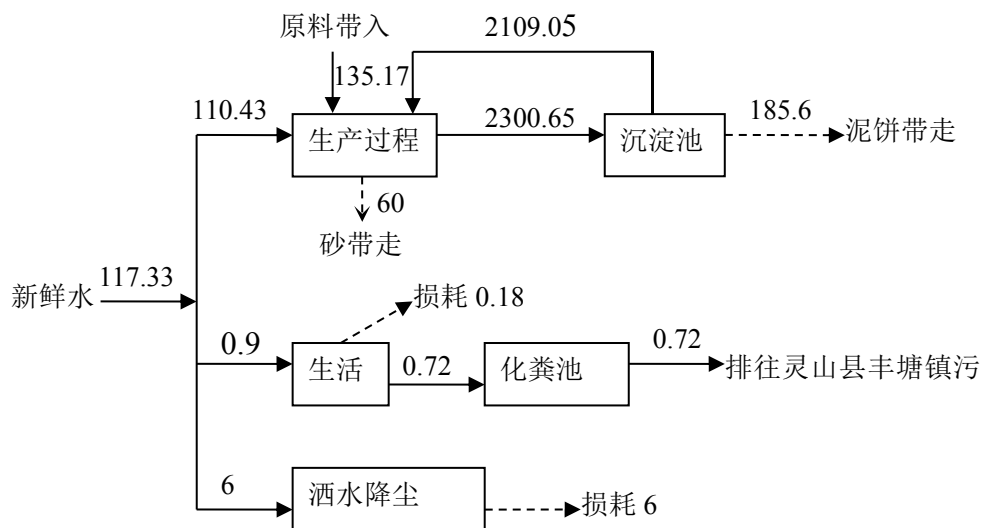 原料带入
2109.05
135.17
110.43
生产过程
2300.65
沉淀池
185.6
泥饼带走
60
砂带走
新鲜水
117.33
损耗 0.18
0.9
生活
0.72
化粪池
0.72
排往灵山县丰塘镇污
6
洒水降尘
损耗 6